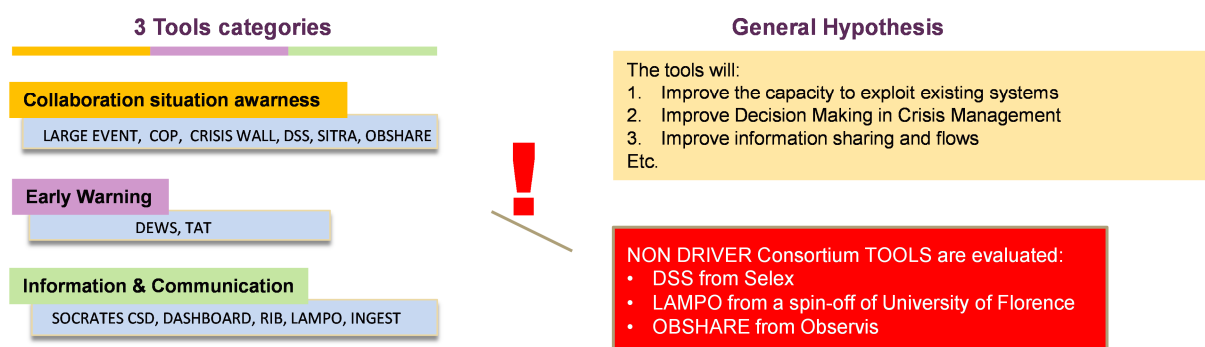 3 Tools categories
Collaboration situation awarness
LARGE EVENT, COP, CRISIS WALL, DSS, SITRA, OBSHARE
Early Warning
DEWS, TAT
Information & Communication
SOCRATES CSD, DASHBOARD, RIB, LAMPO, INGEST
!
General Hypothesis
The tools will:
1. Improve the capacity to exploit existing systems
2. Improve Decision Making in Crisis Management
3. Improve information sharing and flows
Etc.
NON DRIVER Consortium TOOLS are evaluated:
• DSS from Selex
• LAMPO from a spin-off of University of Florence
• OBSHARE from Observis